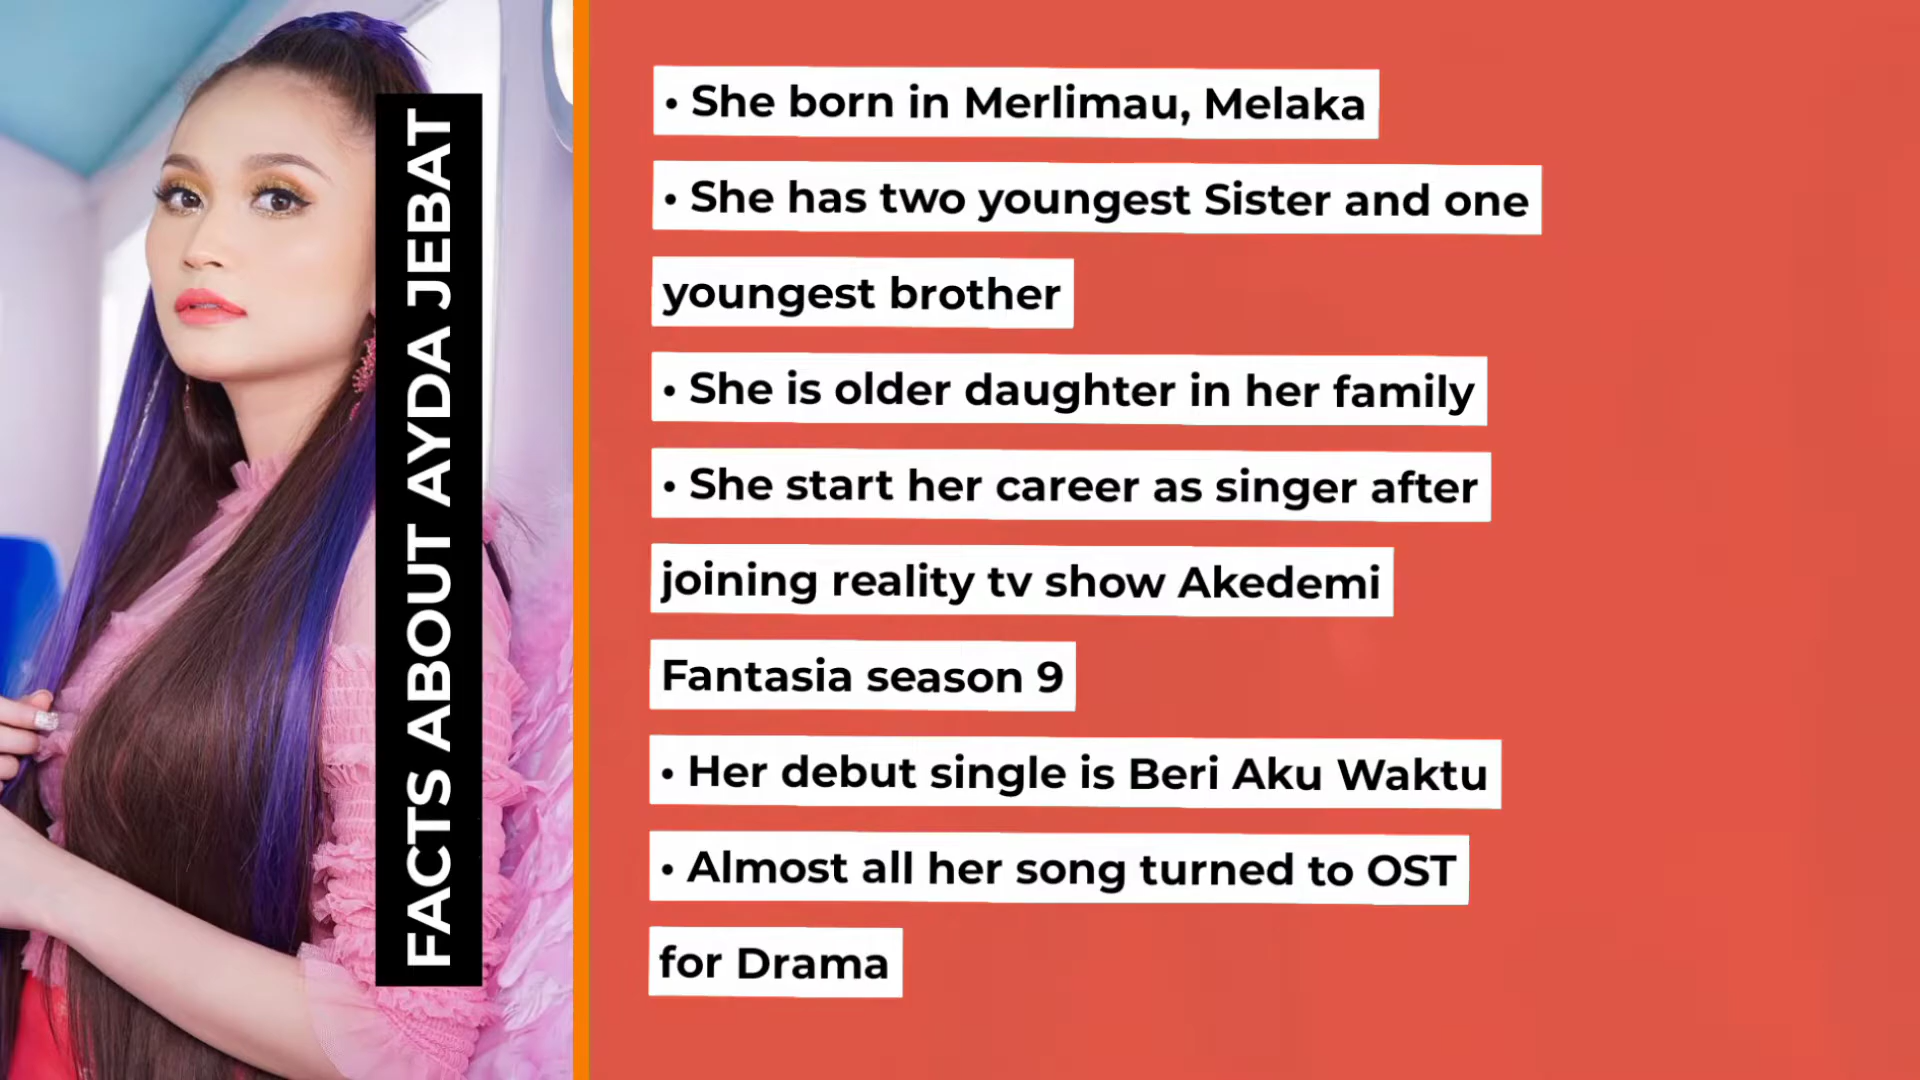 FACTS ABOUT AYDA JEBAT
• She born in Merlimau, Melaka
• She has two youngest Sister and one
youngest brother
• She is older daughter in her family
• She start her career as singer after
joining reality tv show Akedemi
Fantasia season 9
• Her debut single is Beri Aku Waktu
• Almost all her song turned to OST
for Drama